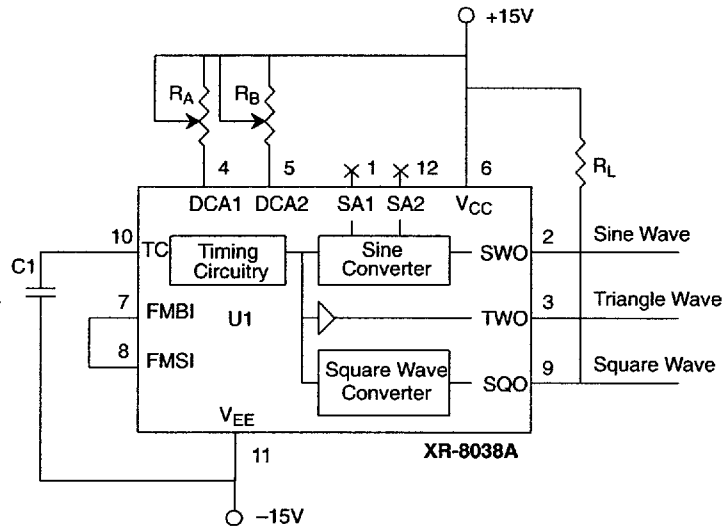 +15V
RA
RB
4
5
1
12
6
RL
DCA1
DCA2
SA1
SA2
VCC
10
TC
Timing
Circuitry
Sine
Converter
SWO
2
Sine Wave
C1
7
FMBI
U1
TWO
3
Triangle Wave
8
FMSI
Square Wave
Converter
SQO
9
Square Wave
VEE
11
XR-8038A
–15V